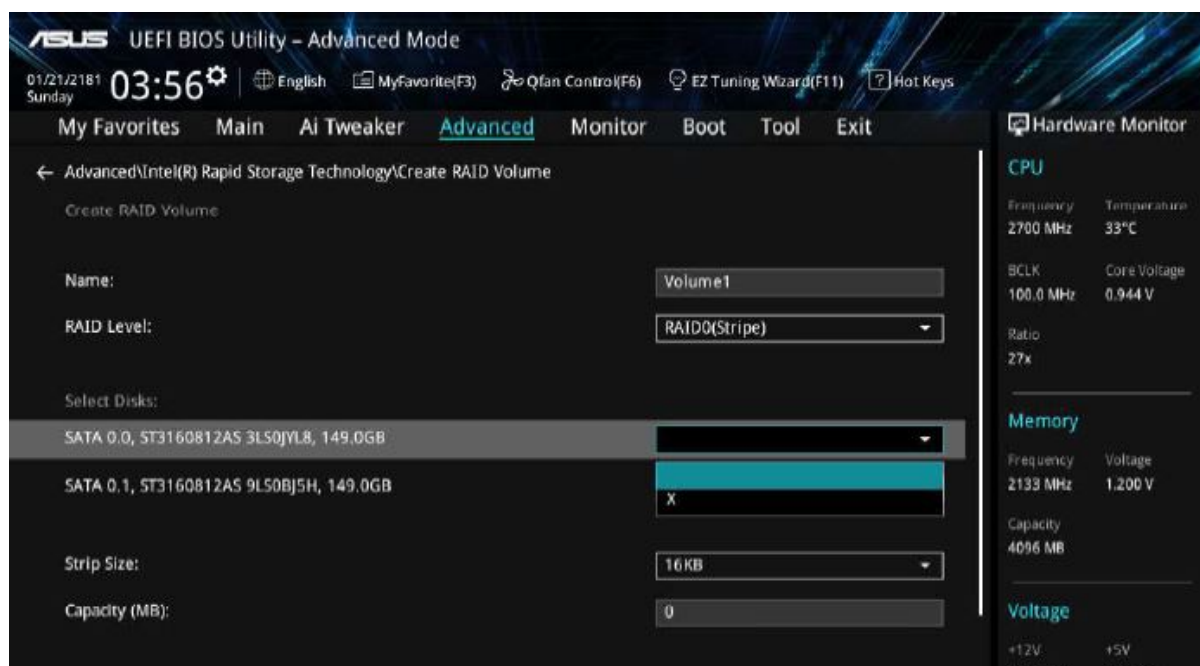 ASUS UEFI BIOS Utility – Advanced Mode
01/21/2181 Sunday 03:56 English MyFavorite(F3) Qfan Control(F6) EZ Tuning Wizard(F11) ? Hot Keys
My Favorites Main Ai Tweaker Advanced Monitor Boot Tool Exit
← Advanced\Intel(R) Rapid Storage Technology\Create RAID Volume
Create RAID Volume
Name: Volume1
RAID Level: RAID0(Stripe)
Select Disks:
SATA 0.0, ST3160812AS 3LS0JYL8, 149.0GB
SATA 0.1, ST3160812AS 9LS0BJ5H, 149.0GB
X
Strip Size: 16KB
Capacity (MB): 0
Hardware Monitor
CPU
Frequency Temperature
2700 MHz 33°C
BCLK Core Voltage
100.0 MHz 0.944 V
Ratio
27x
Memory
Frequency Voltage
2133 MHz 1.200 V
Capacity
4096 MB
Voltage
+12V +5V